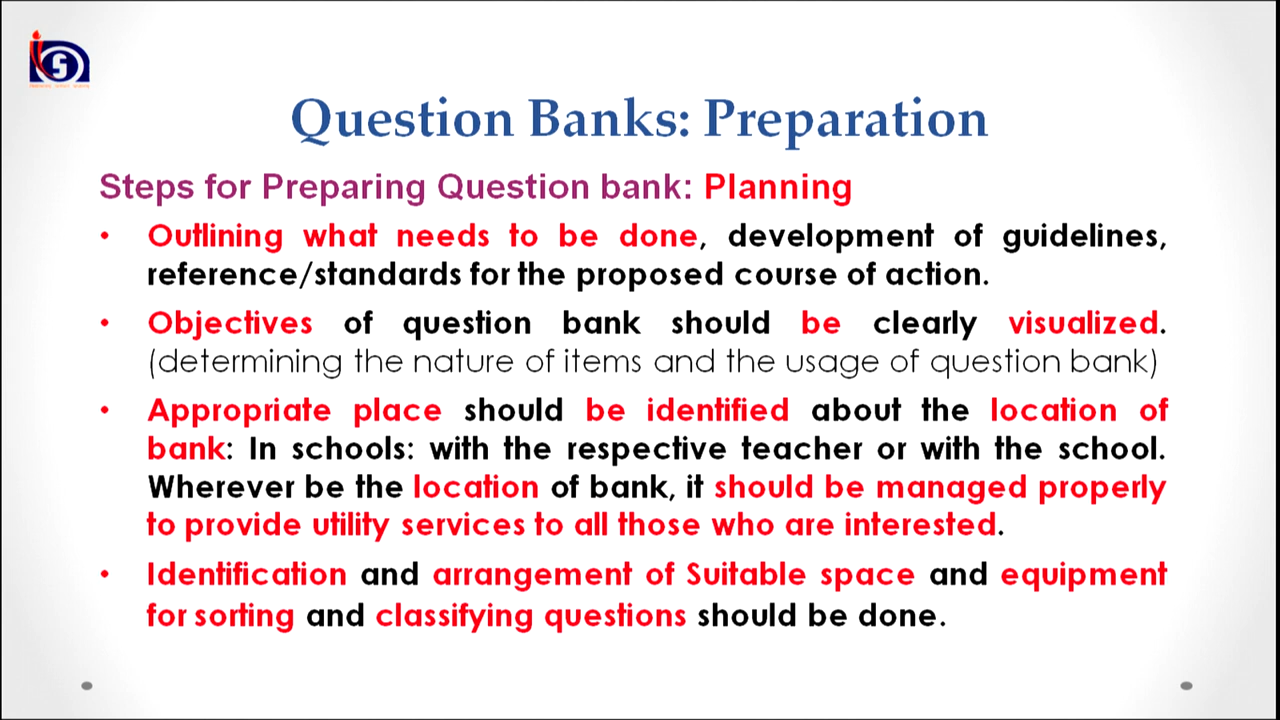 Question Banks: Preparation
Steps for Preparing Question bank: Planning
• Outlining what needs to be done, development of guidelines,
reference/standards for the proposed course of action.
• Objectives of question bank should be clearly visualized.
(determining the nature of items and the usage of question bank)
• Appropriate place should be identified about the location of
bank: In schools: with the respective teacher or with the school.
Wherever be the location of bank, it should be managed properly
to provide utility services to all those who are interested.
• Identification and arrangement of Suitable space and equipment
for sorting and classifying questions should be done.